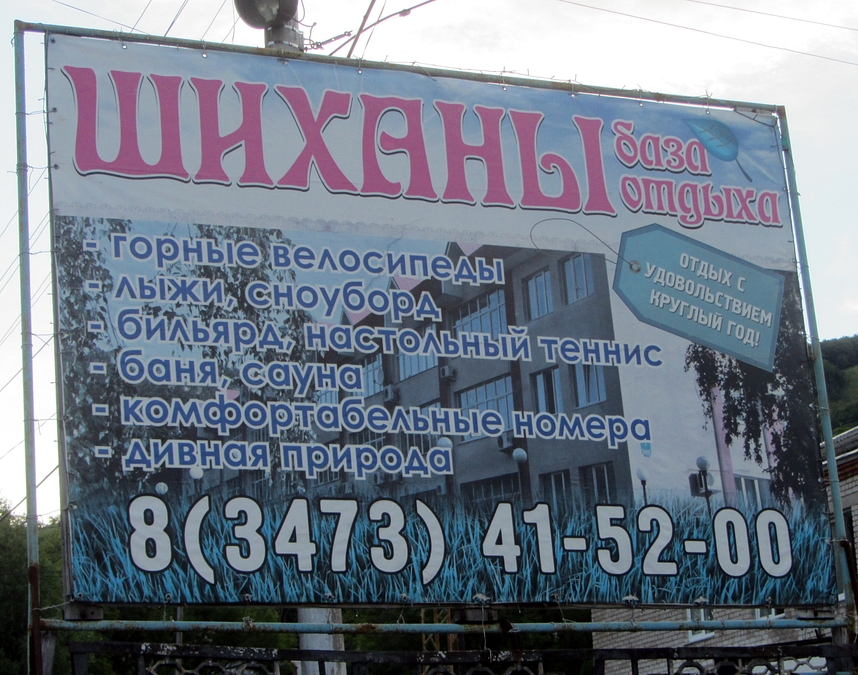 ШИХАНЫ база
отдыха
ОТДЫХ С
УДОВОЛЬСТВИЕМ
КРУГЛЫЙ ГОД!
- горные велосипеды
- лыжи, сноуборд
- бильярд, настольный теннис
- баня, сауна
- комфортабельные номера
- дивная природа
8(3473) 41-52-00